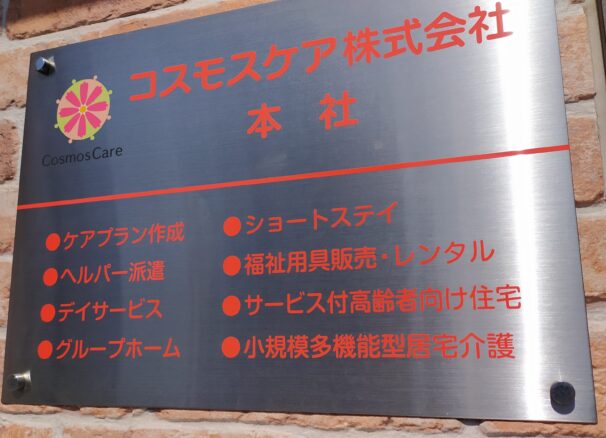 コスモスケア株式会社
本社
CosmosCare
●ケアプラン作成
●ヘルパー派遣
●デイサービス
●グループホーム
●ショートステイ
●福祉用具販売・レンタル
●サービス付高齢者向け住宅
●小規模多機能型居宅介護